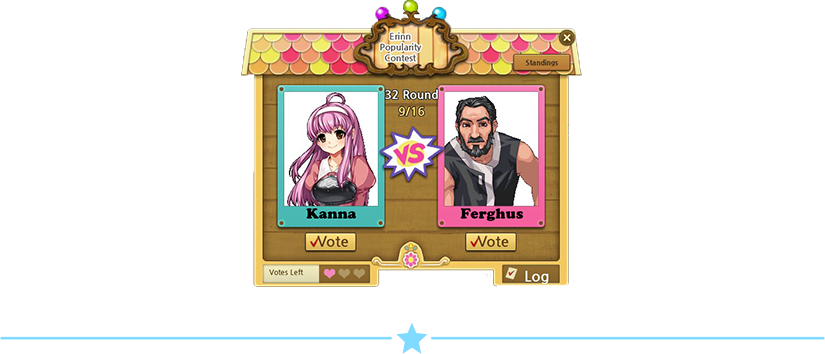 Erinn
Popularity
Contest
Standings
32 Round
9/16
VS
Kanna
Ferghus
Vote
Vote
Votes Left
Log